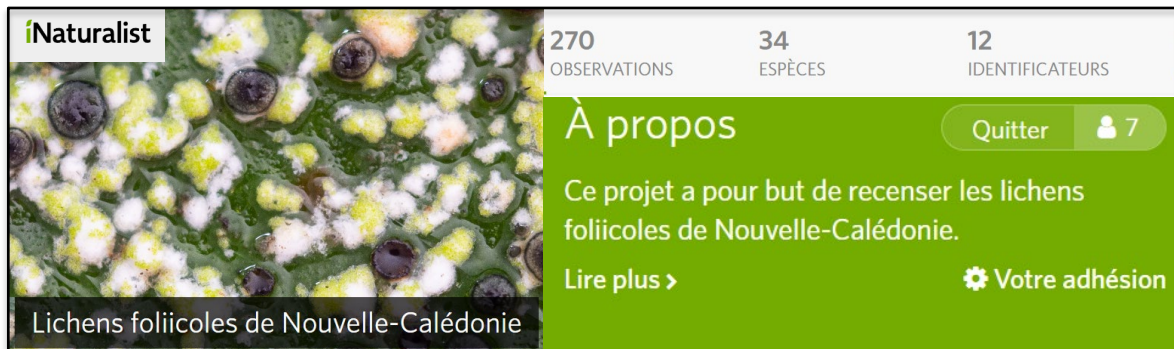 iNaturalist
Lichens foliicoles de Nouvelle-Calédonie
270
OBSERVATIONS
34
ESPÈCES
12
IDENTIFICATEURS
À propos
Quitter 7
Ce projet a pour but de recenser les lichens
foliicoles de Nouvelle-Calédonie.
Lire plus >
Votre adhésion